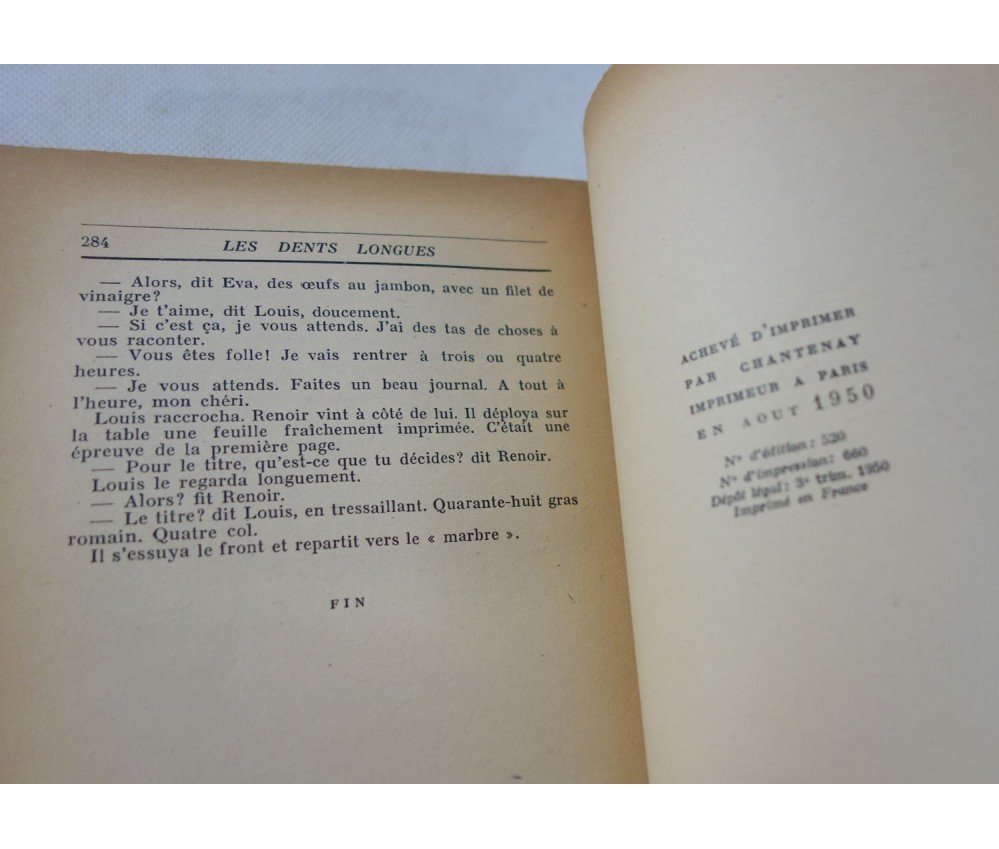 284
LES DENTS LONGUES
— Alors, dit Eva, des œufs au jambon, avec un filet de
vinaigre?
— Je t'aime, dit Louis, doucement.
— Si c'est ça, je vous attends. J'ai des tas de choses à
vous raconter.
— Vous êtes folle! Je vais rentrer à trois ou quatre
heures.
— Je vous attends. Faites un beau journal. A tout à
l'heure, mon chéri.
Louis raccrocha. Renoir vint à côté de lui. Il déploya sur
la table une feuille fraîchement imprimée. C'était une
épreuve de la première page.
— Pour le titre, qu'est-ce que tu décides? dit Renoir.
Louis le regarda longuement.
— Alors? fit Renoir.
— Le titre? dit Louis, en tressaillant. Quarante-huit gras
romain. Quatre col.
Il s'essuya le front et repartit vers le « marbre ».
FIN
ACHEVÉ D'IMPRIMER
PAR CHANTENAY
IMPRIMEUR A PARIS
EN AOUT 1950
N° d'édition : 520
N° d'impression : 660
Dépôt légal : 3e trim. 1950
Imprimé en France